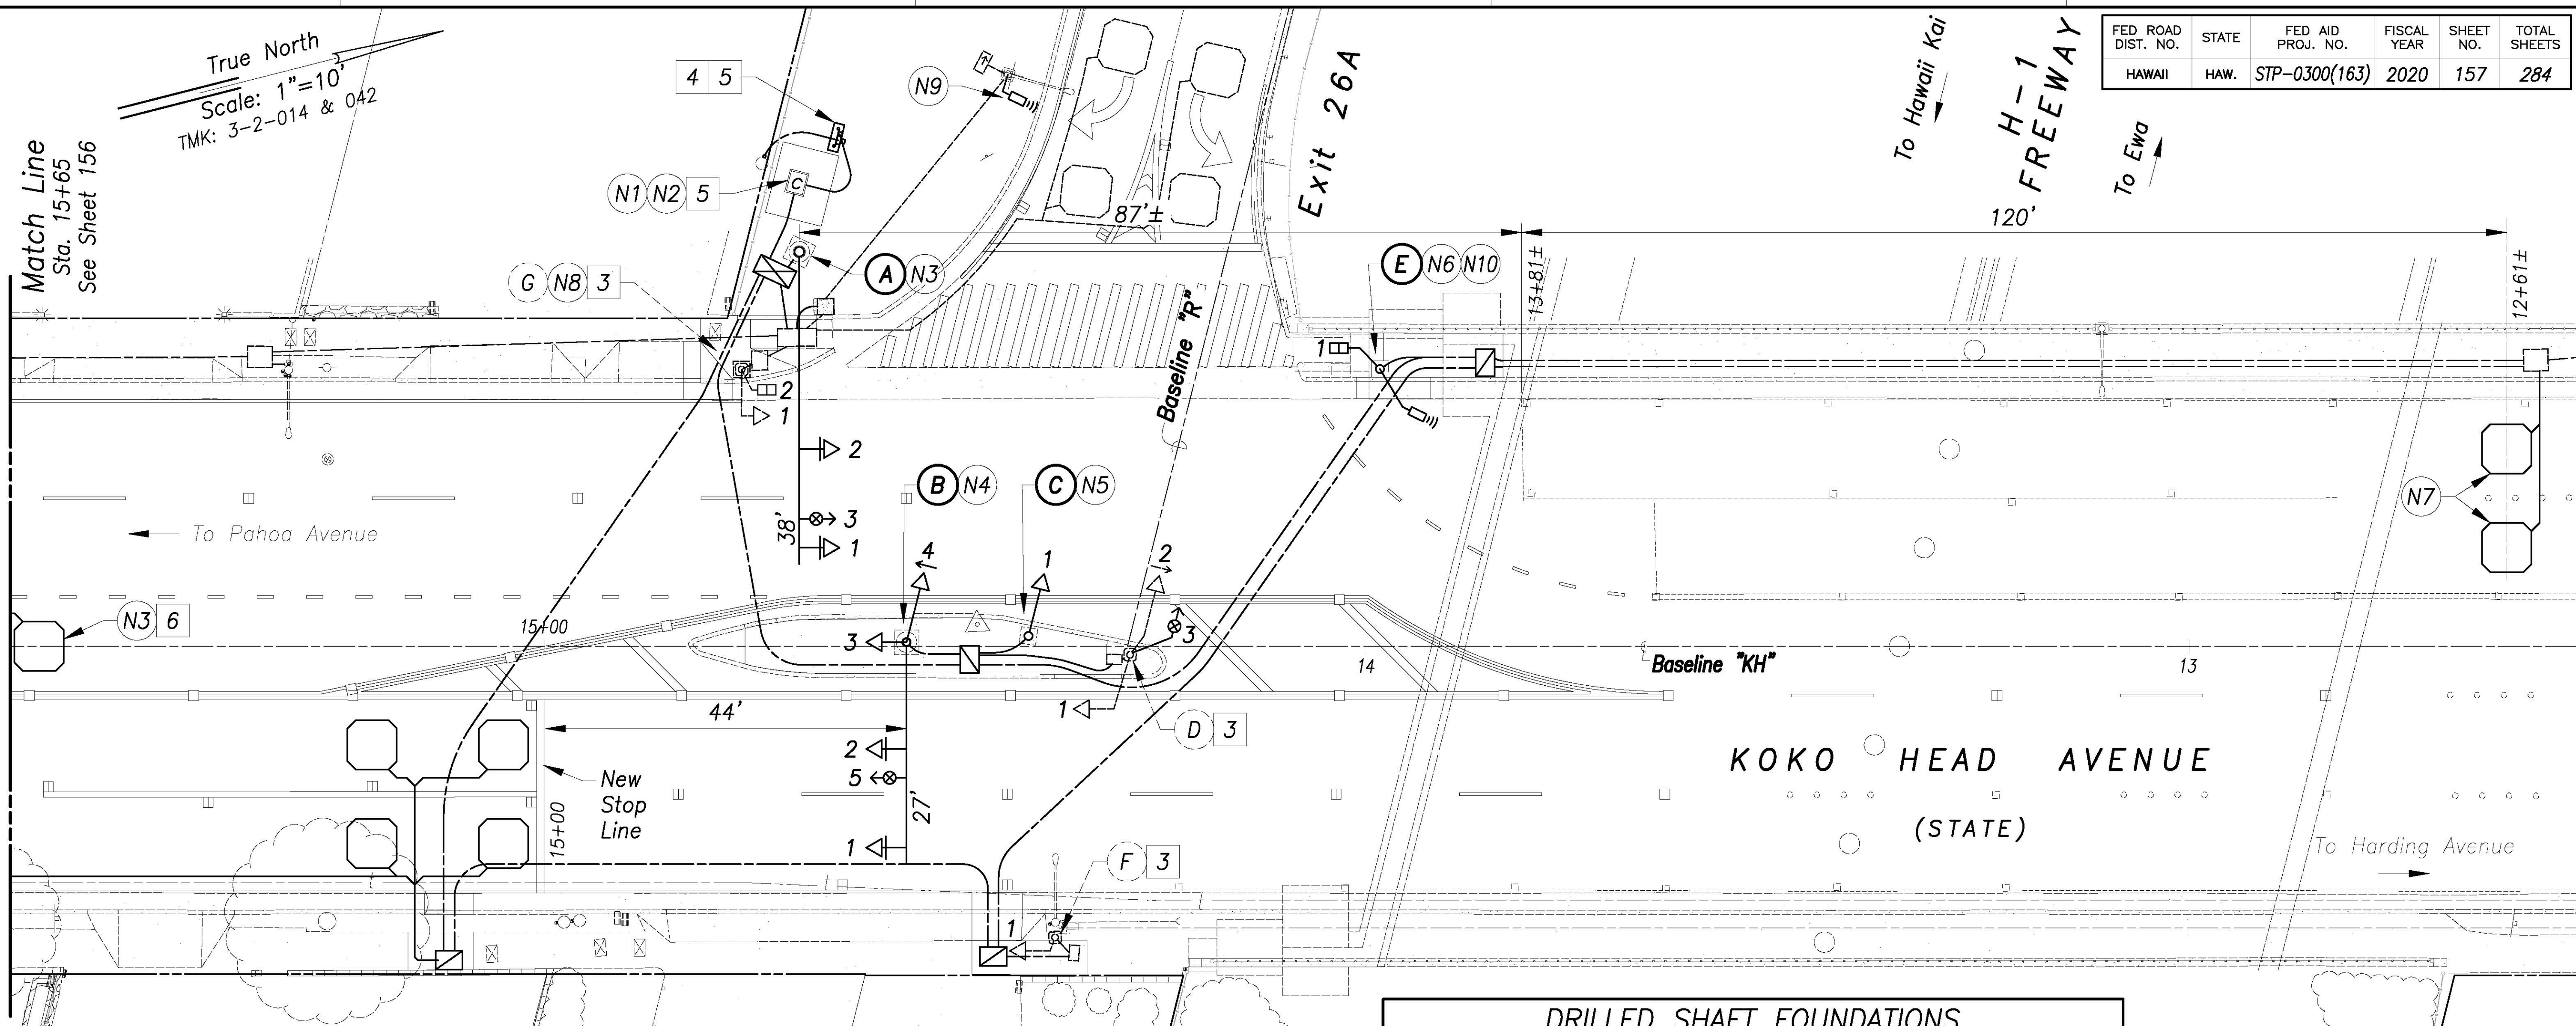 True North
Scale: 1"=10'
TMK: 3-2-014 & 042
Match Line
Sta. 15+65
See Sheet 156
FED ROAD DIST. NO. STATE FED AID PROJ. NO. FISCAL YEAR SHEET NO. TOTAL SHEETS
HAWAII HAW. STP-0300(163) 2020 157 284
4 5
N9
Exit 26A
To Hawaii Kai
H-1
FREEWAY
To Ewa
C
N1 N2 5
87'±
120'
G N8 3
A N3
E N6 N10
13+81±
12+61±
1
2
1
Baseline "R"
2
B N4
C N5
N7
To Pahoa Avenue
38'
3
1
4
1
2
N3 6
15+00
3
3
14
Baseline "KH"
13
44'
1
D 3
2
5
New
Stop
Line
15+00
27'
1
KOKO HEAD AVENUE
(STATE)
To Harding Avenue
F 3
t
t
t
1
DRILLED SHAFT FOUNDATIONS